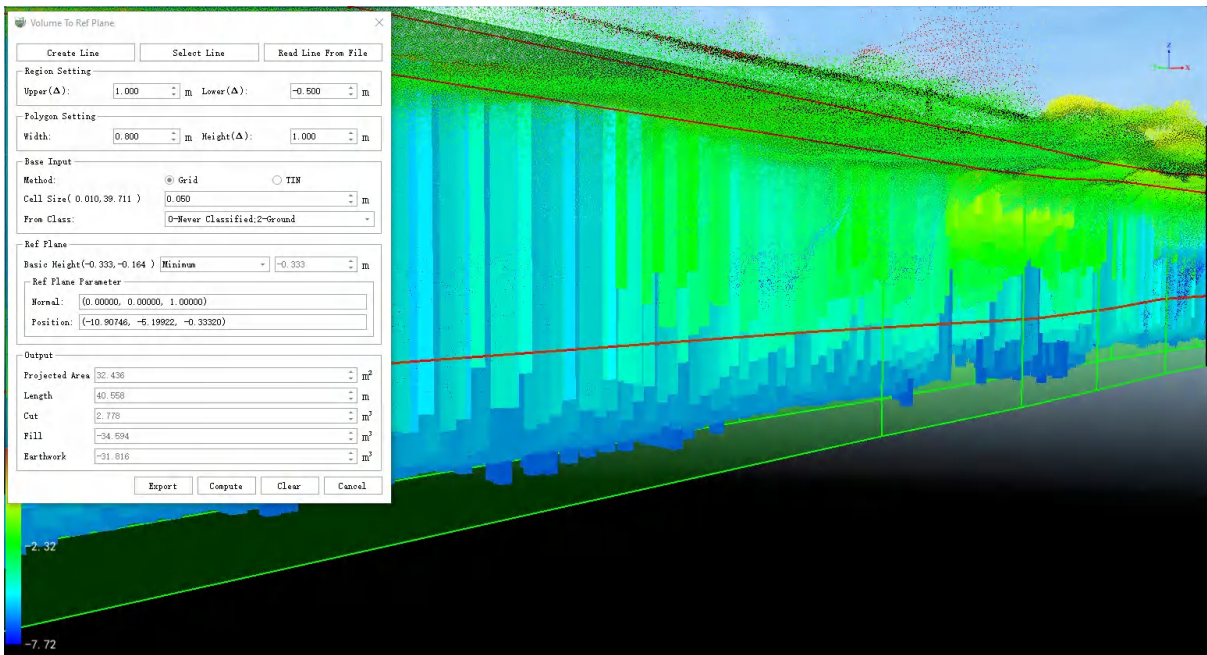 Volume To Ref Plane
Create Line Select Line Read Line From File
Region Setting
Upper(Δ): 1.000 m Lower(Δ): -0.500 m
Polygon Setting
Width: 0.800 m Height(Δ): 1.000 m
Base Input
Method: Grid TIN
Cell Size( 0.010,39.711 ) 0.050 m
From Class: 0-Never Classified;2-Ground
Ref Plane
Basic Height(-0.333,-0.164 ) Minimum -0.333 m
Ref Plane Parameter
Normal: (0.00000, 0.00000, 1.00000)
Position: (-10.90746, -5.19922, -0.33320)
Output
Projected Area 32.436 m²
Length 40.558 m
Cut 2.778 m³
Fill -34.594 m³
Earthwork -31.816 m³
Export Compute Clear Cancel
-2.32
-7.72
Z
Y X